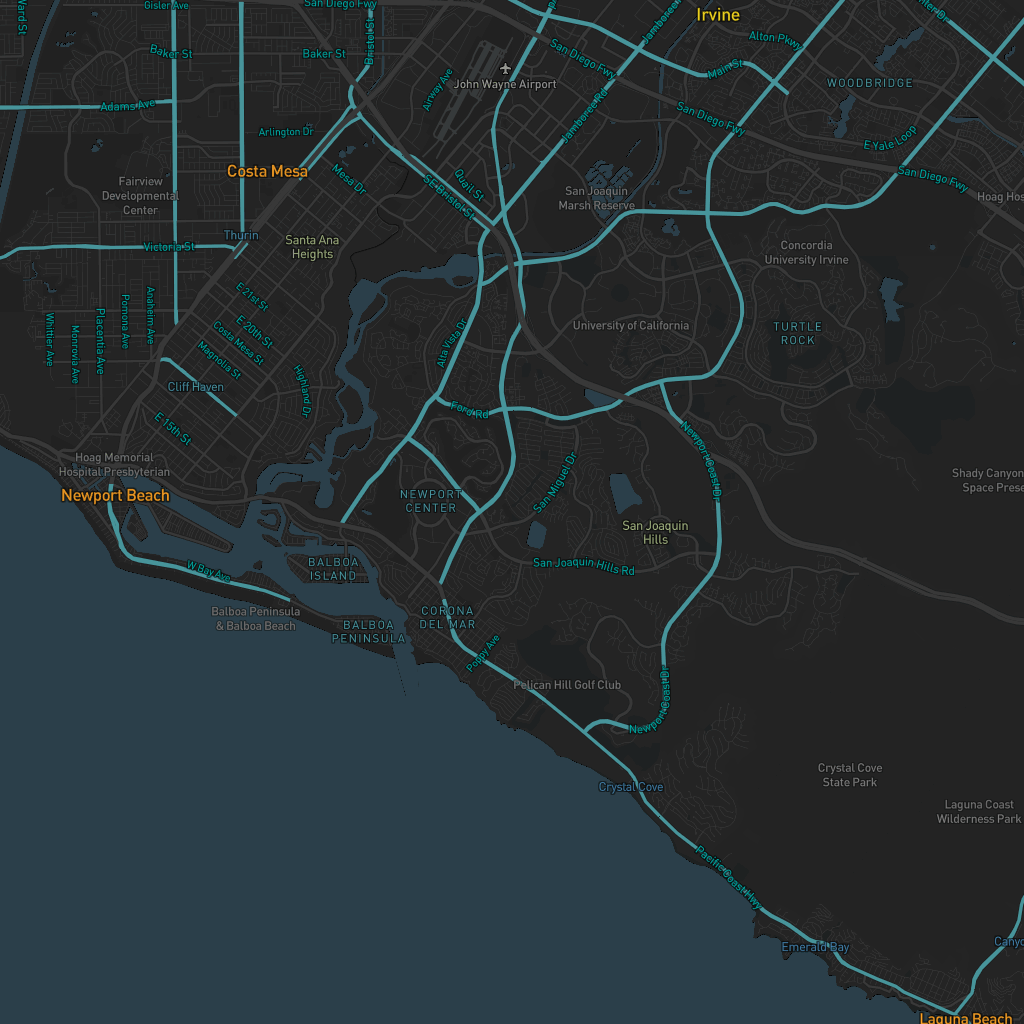 Gisler Ave
San Diego Fwy
Irvine
Ward St
Bristol St
Baker St
Baker St
San Diego Fwy
Jamboree
Alton Pkwy
Main St
WOODBRIDGE
Airway Ave
John Wayne Airport
Adams Ave
Jamboree Rd
San Diego Fwy
Arlington Dr
E Yale Loop
Costa Mesa
Mesa Dr
Quail St
SE Bristol St
San Diego Fwy
Fairview
Developmental
Center
San Joaquin
Marsh Reserve
Hoag Hos
Thurin
Victoria St
Santa Ana
Heights
Concordia
University Irvine
E 21st St
Anaheim Ave
Pomona Ave
Placentia Ave
Monrovia Ave
Whittier Ave
E 20th St
Costa Mesa St
Magnolia St
Alta Vista Dr
University of California
TURTLE
ROCK
Cliff Haven
Highland Dr
E 15th St
Ford Rd
Newport Coast Dr
Hoag Memorial
Hospital Presbyterian
Newport Beach
San Miguel Dr
Shady Canyon
Space Prese
NEWPORT
CENTER
San Joaquin
Hills
San Joaquin Hills Rd
W Bay Ave
BALBOA
ISLAND
Balboa Peninsula
& Balboa Beach
BALBOA
PENINSULA
CORONA
DEL MAR
Poppy Ave
Pelican Hill Golf Club
Newport Coast Dr
Crystal Cove
Crystal Cove
State Park
Laguna Coast
Wilderness Park
Pacific Coast Hwy
Emerald Bay
Canyo
Laguna Beach